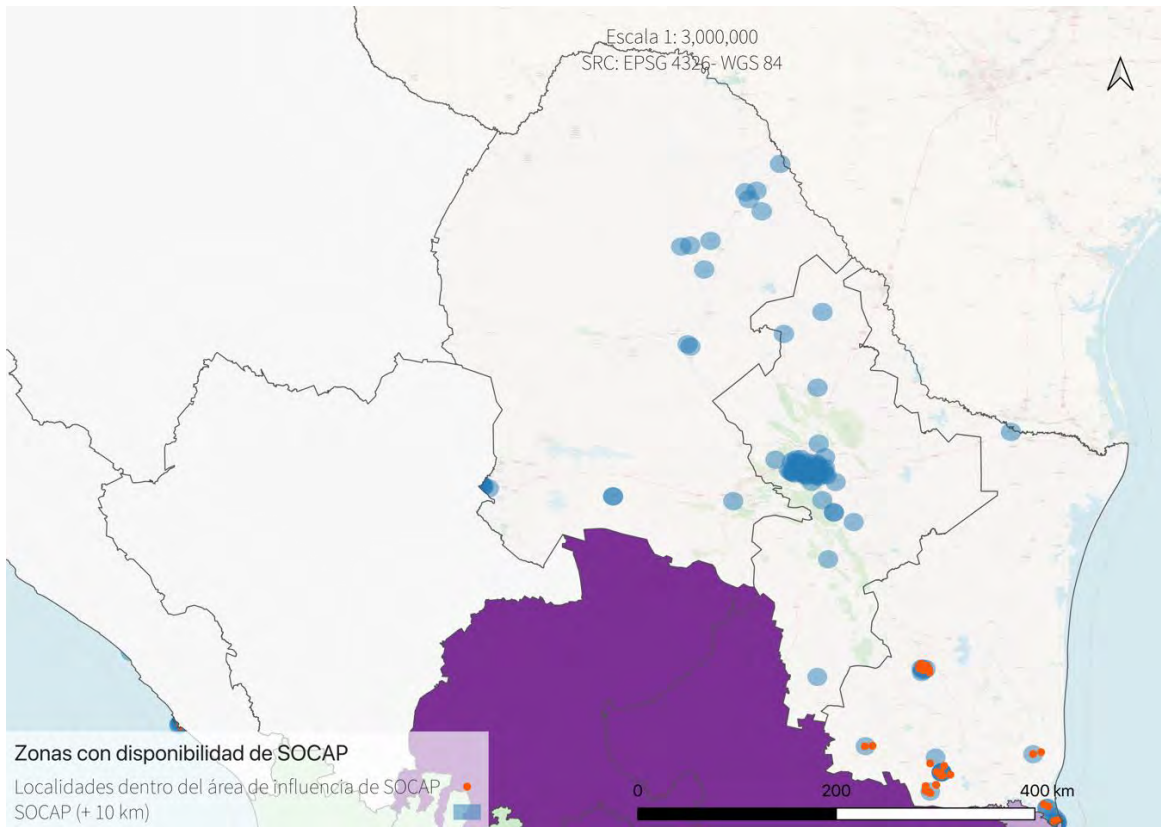 Escala 1: 3,000,000
SRC: EPSG 4326- WGS 84
Zonas con disponibilidad de SOCAP
Localidades dentro del área de influencia de SOCAP
SOCAP (+ 10 km)
0 200 400 km